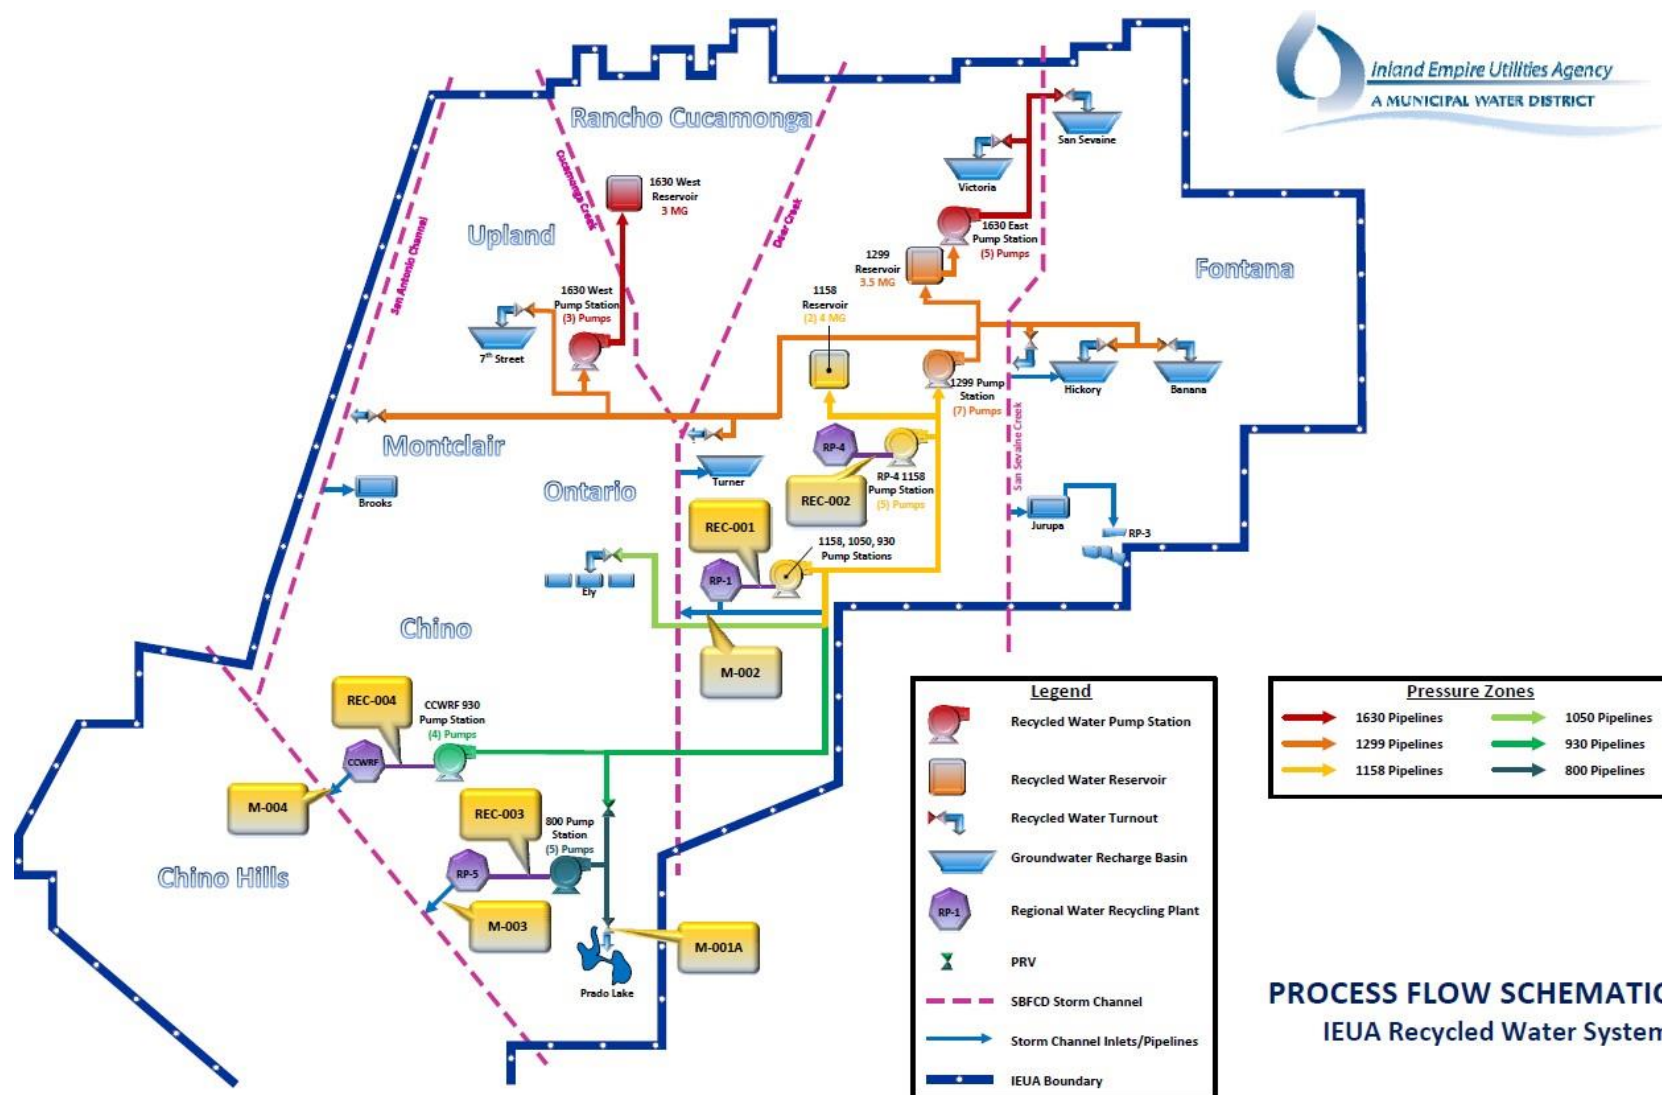 Inland Empire Utilities Agency
A MUNICIPAL WATER DISTRICT
Rancho Cucamonga
San Sevaine
Victoria
Cucamonga
Creek
1630 West
Reservoir
3 MG
Deer Creek
San Antonio Channel
Upland
1630 East
Pump Station
(5) Pumps
1299
Reservoir
3.5 MG
Fontana
1630 West
Pump Station
(3) Pumps
1158
Reservoir
(2) 4 MG
7th Street
1299 Pump
Station
(7) Pumps
Hickory
Banana
San Sevaine Creek
Montclair
RP-4
RP-4 1158
Pump Station
(5) Pumps
Turner
REC-002
Ontario
Brooks
REC-001
Jurupa
RP-3
1158, 1050, 930
Pump Stations
RP-1
Ely
Chino
M-002
REC-004
CCWRF 930
Pump Station
(4) Pumps
CCWRF
M-004
REC-003
800 Pump
Station
(5) Pumps
RP-5
Chino Hills
M-003
M-001A
Prado Lake
Legend
Recycled Water Pump Station
Recycled Water Reservoir
Recycled Water Turnout
Groundwater Recharge Basin
RP-1
Regional Water Recycling Plant
PRV
SBFCD Storm Channel
Storm Channel Inlets/Pipelines
IEUA Boundary
Pressure Zones
1630 Pipelines
1050 Pipelines
1299 Pipelines
930 Pipelines
1158 Pipelines
800 Pipelines
PROCESS FLOW SCHEMATIC
IEUA Recycled Water System